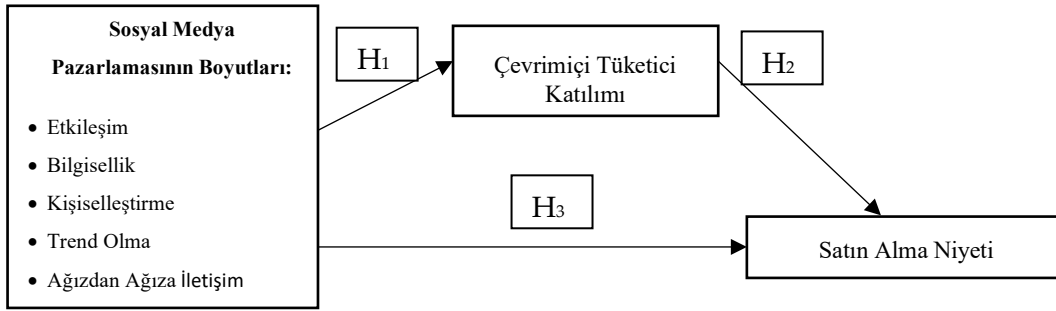 Sosyal Medya
Pazarlamasının Boyutları:
• Etkileşim
• Bilgisellik
• Kişiselleştirme
• Trend Olma
• Ağızdan Ağıza İletişim
H1
Çevrimiçi Tüketici
Katılımı
H2
H3
Satın Alma Niyeti